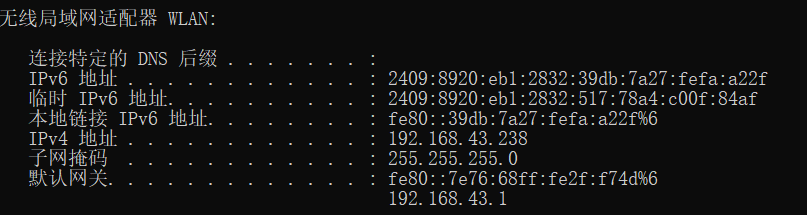 无线局域网适配器 WLAN:
连接特定的 DNS 后缀 . . . . . . . :
IPv6 地址 . . . . . . . . . . . . : 2409:8920:eb1:2832:39db:7a27:fefa:a22f
临时 IPv6 地址. . . . . . . . . . : 2409:8920:eb1:2832:517:78a4:c00f:84af
本地链接 IPv6 地址. . . . . . . . : fe80::39db:7a27:fefa:a22f%6
IPv4 地址 . . . . . . . . . . . . : 192.168.43.238
子网掩码 . . . . . . . . . . . . : 255.255.255.0
默认网关. . . . . . . . . . . . . : fe80::7e76:68ff:fe2f:f74d%6
192.168.43.1